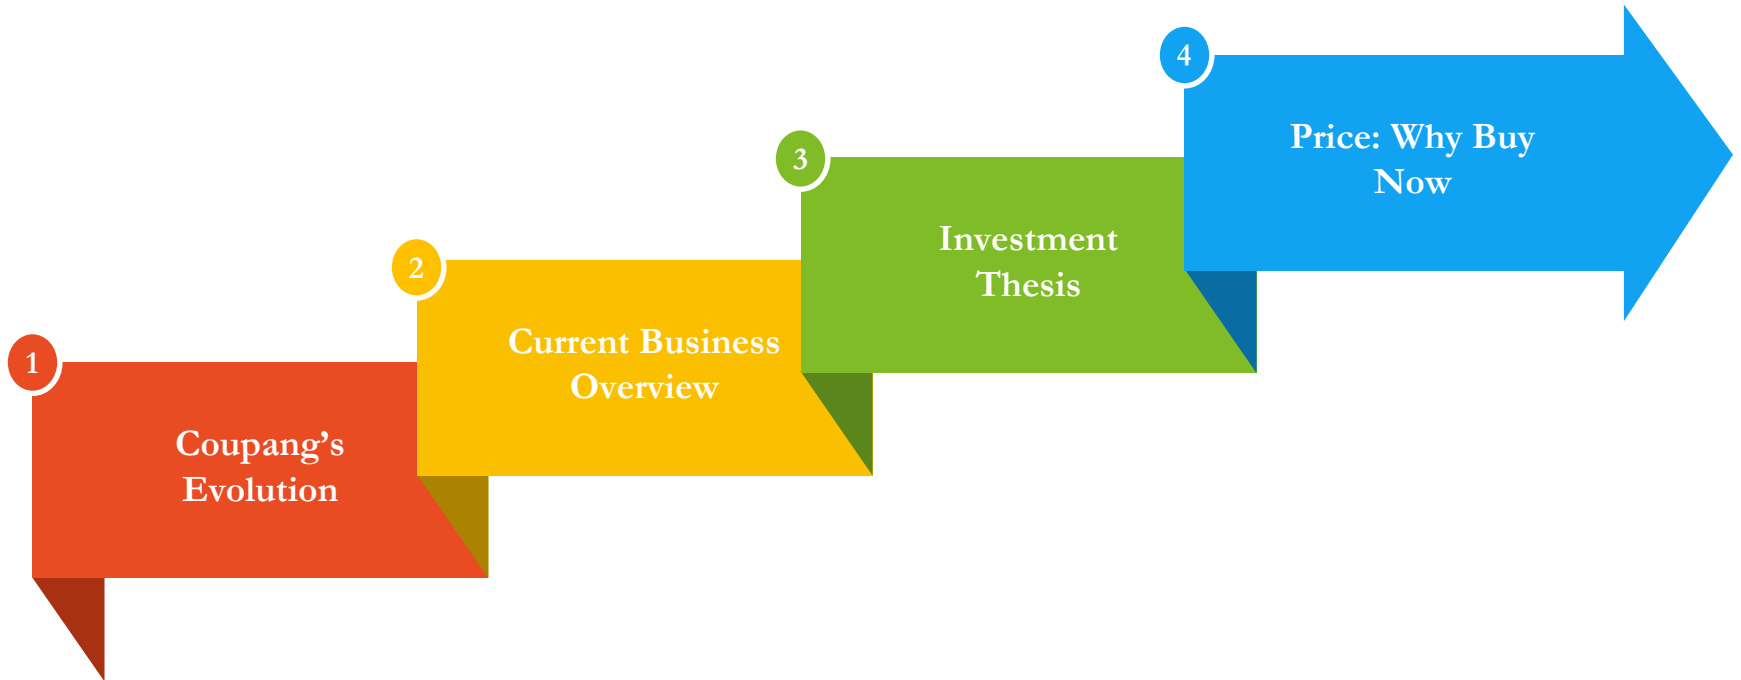 1
Coupang’s
Evolution
2
Current Business
Overview
3
Investment
Thesis
4
Price: Why Buy
Now